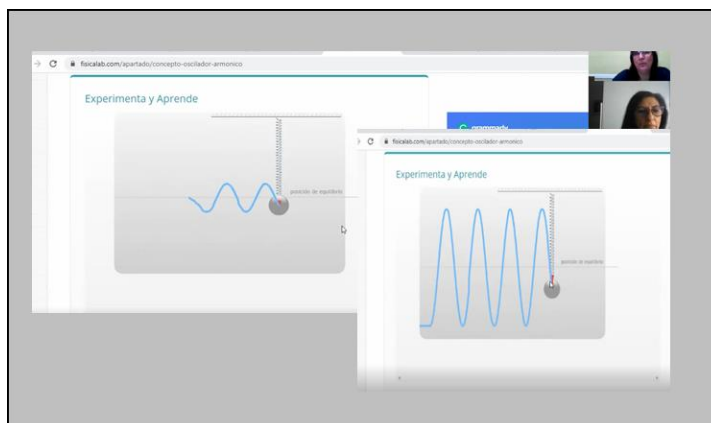 fisicalab.com/apartado/concepto-oscilador-armonico
Experimenta y Aprende
posición de equilibrio
grammarly
fisicalab.com/apartado/concepto-oscilador-armonico
Experimenta y Aprende
posición de equilibrio